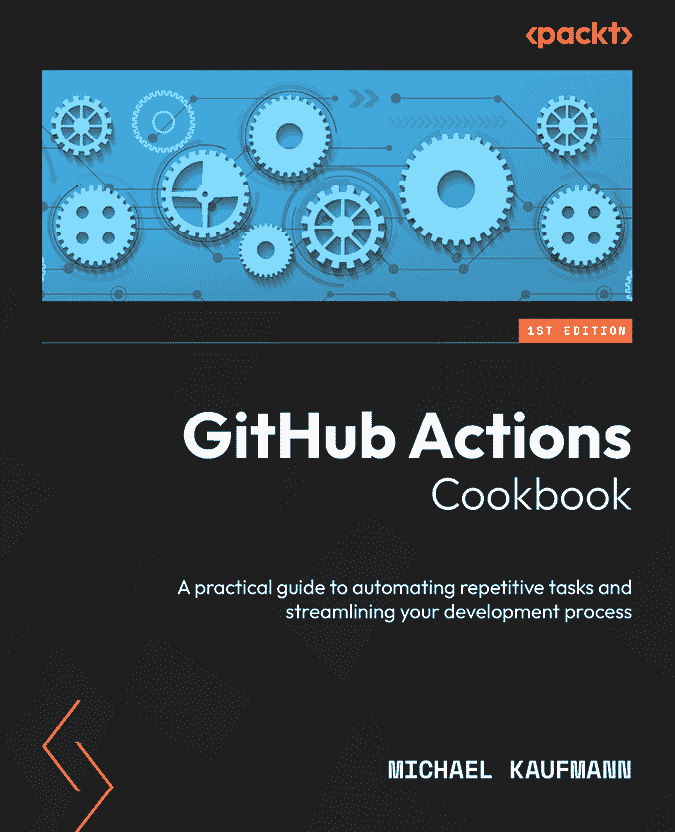 <packt>
1ST EDITION
GitHub Actions
Cookbook
A practical guide to automating repetitive tasks and
streamlining your development process
MICHAEL KAUFMANN